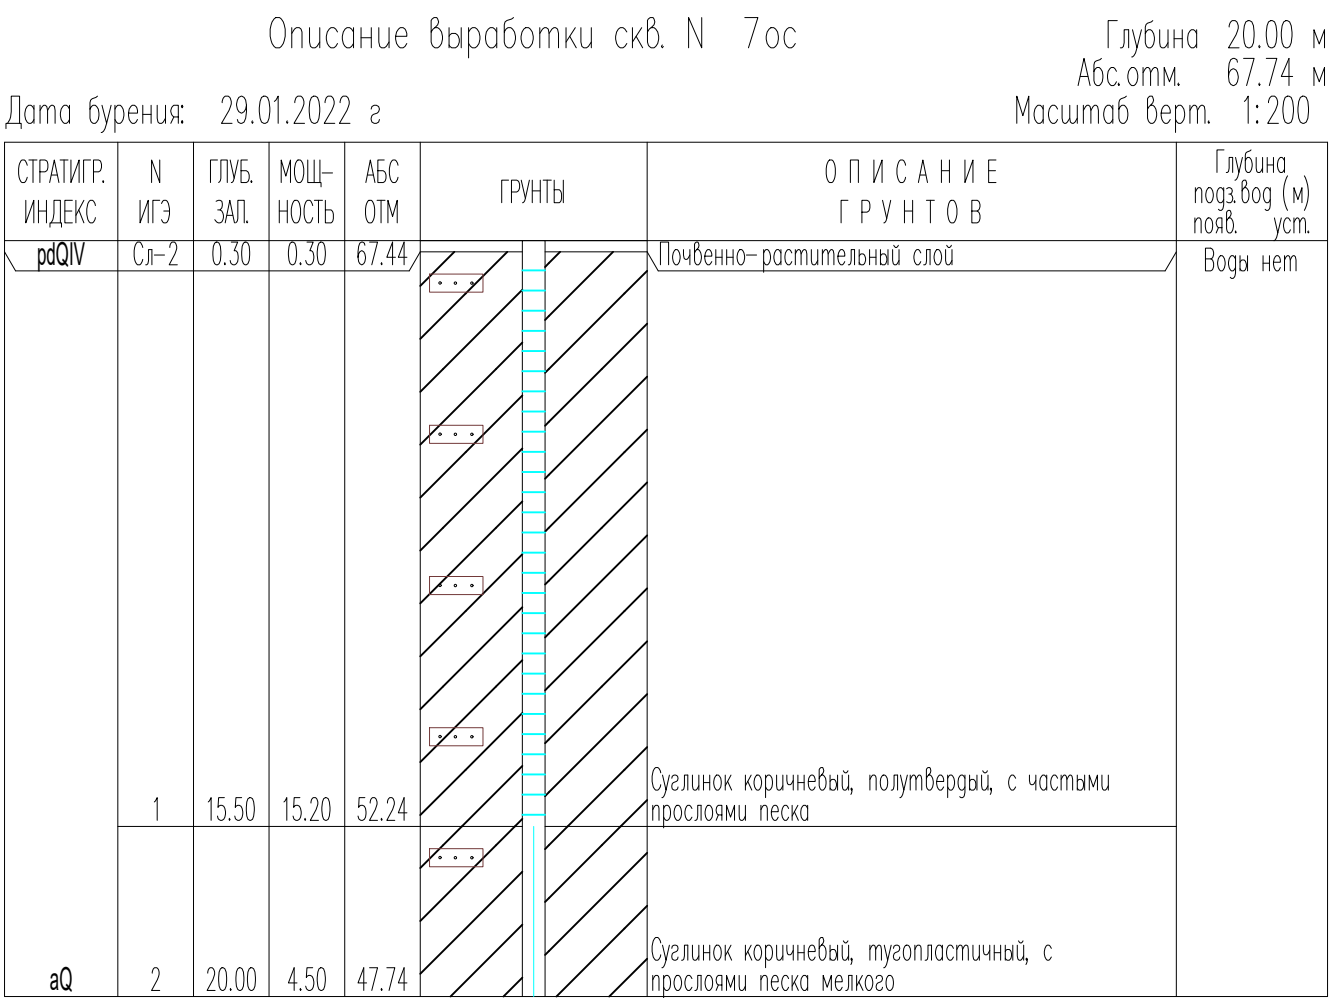 Описание выработки скв. N 7ос
Глубина 20.00 м
Абс.отм. 67.74 м
Дата бурения: 29.01.2022 г
Масштаб верт. 1:200
СТРАТИГР. ИНДЕКС
N ИГЭ
ГЛУБ. ЗАЛ.
МОЩ-НОСТЬ
АБС ОТМ
ГРУНТЫ
ОПИСАНИЕ ГРУНТОВ
Глубина
подз.вод (м)
появ. уст.
pdQIV Сл-2 0.30 0.30 67.44 Почвенно-растительный слой
Воды нет
Суглинок коричневый, полутвердый, с частыми
1 15.50 15.20 52.24 прослоями песка
Суглинок коричневый, тугопластичный, с
aQ 2 20.00 4.50 47.74 прослоями песка мелкого